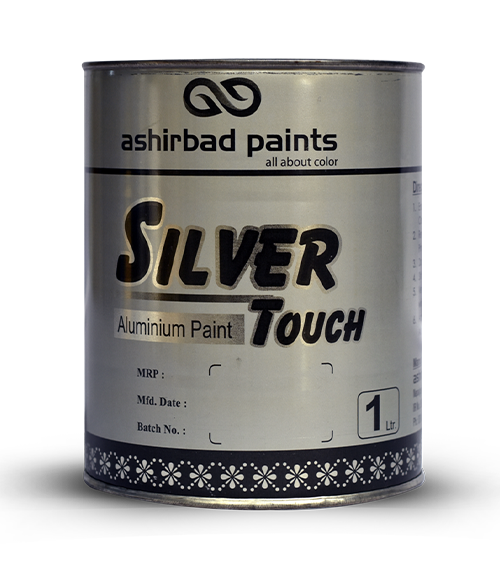 ashirbad paints
all about color
SILVER
Aluminium Paint
TOUCH
MRP :
Mfd. Date :
Batch No. :
1
Ltr.